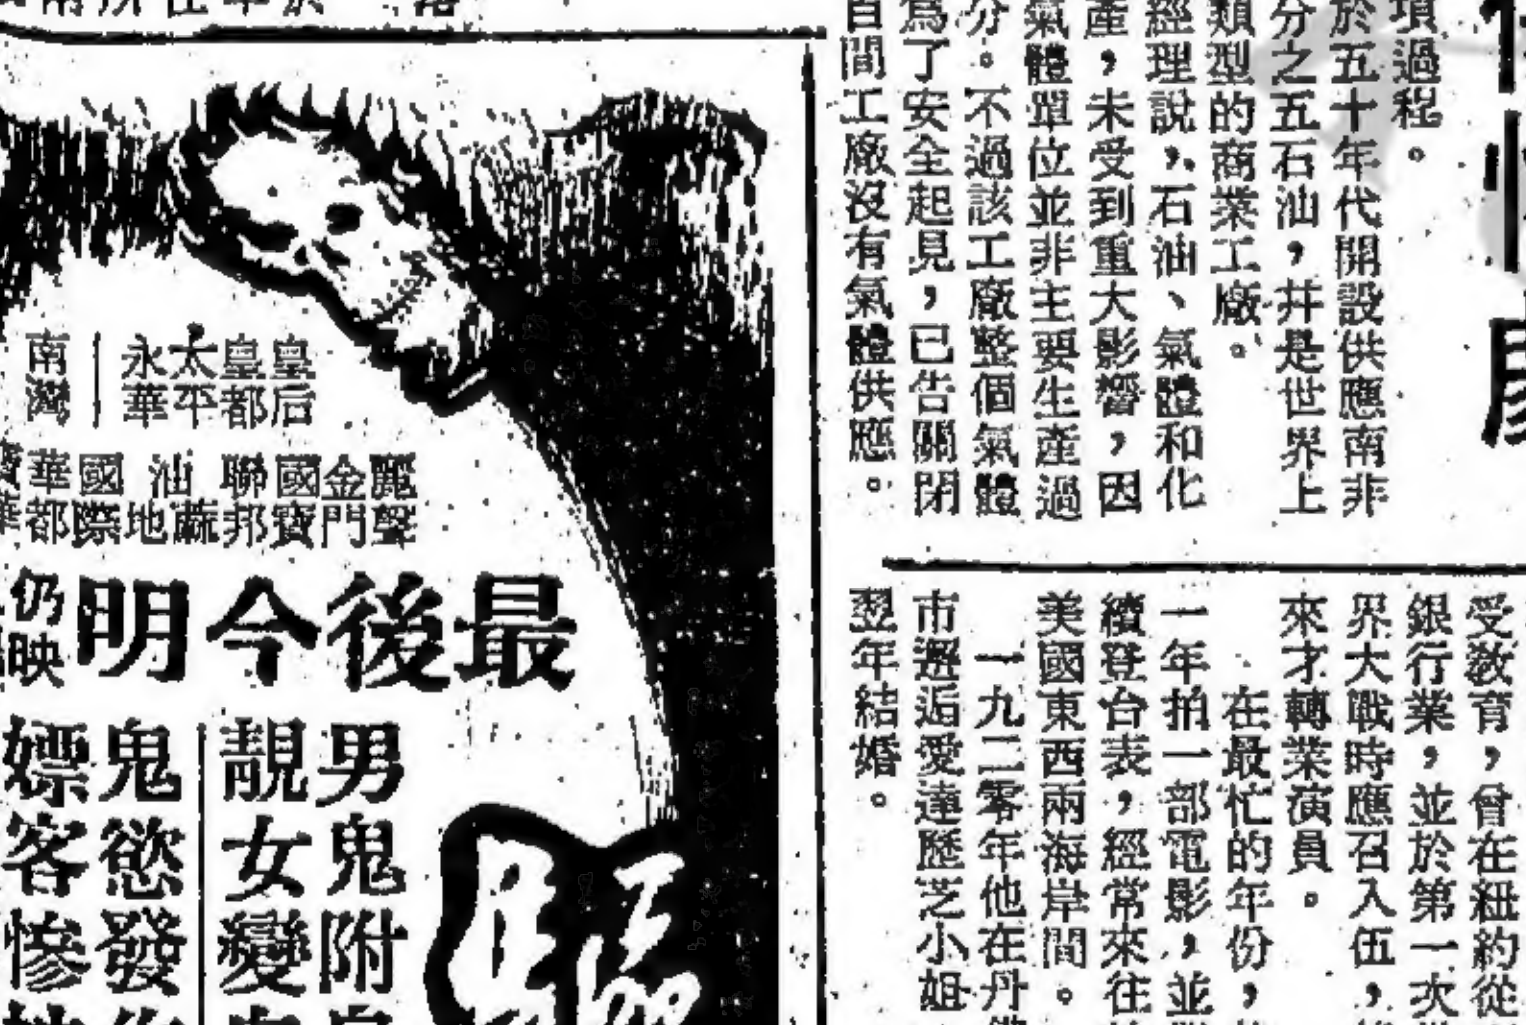 項過程。
於五十年代開設供應南非
分之五石油，并是世界上
類型的商業工廠。
經理說，石油、氣體和化
產，未受到重大影響，因
氣體單位並非主要生產過
分。不過該工廠整個氣體
為了安全起見，已告關閉
百間工廠沒有氣體供應。
受敎育，曾在紐約從
銀行業，並於第一次
界大戰時應召入伍，
來才轉業演員。
在最忙的年份，
一年拍一部電影，並
續登台表，經常來往
美國東西兩海岸間。
一九二零年他在丹
市邂逅愛達歷芝小姐
翌年結婚。
皇后
皇都
太平
永華
南灣
麗聲
金門
國寶
聯邦
油蔴地
國際
華都
寶華
最後今明
仍映
男鬼附
靚女變
鬼慾發
嫖客慘